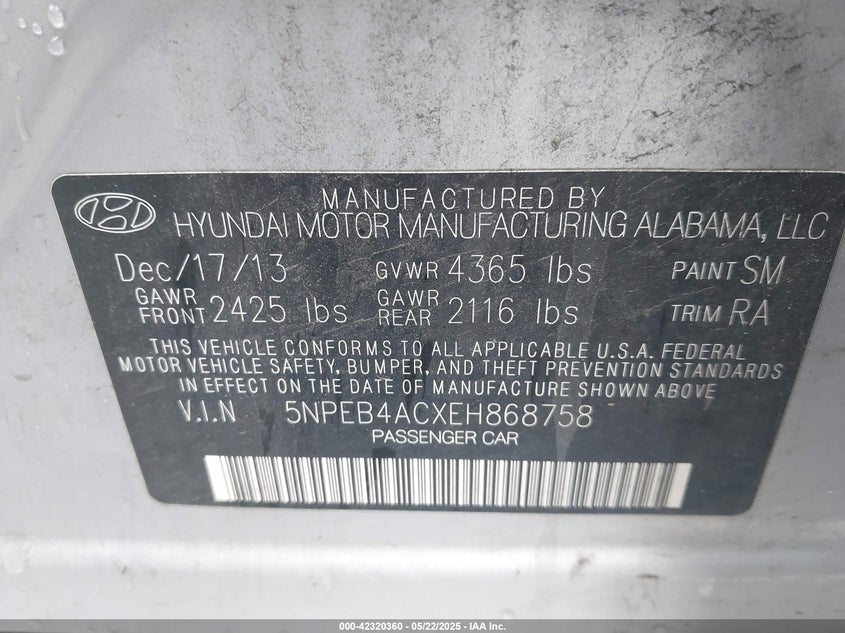 MANUFACTURED BY
HYUNDAI MOTOR MANUFACTURING ALABAMA, LLC
Dec/17/13 GVWR 4365 lbs PAINT SM
GAWR FRONT 2425 lbs GAWR REAR 2116 lbs TRIM RA
THIS VEHICLE CONFORMS TO ALL APPLICABLE U.S.A. FEDERAL
MOTOR VEHICLE SAFETY, BUMPER, AND THEFT PREVENTION STANDARDS
IN EFFECT ON THE DATE OF MANUFACTURE SHOWN ABOVE
V.I.N 5NPEB4ACXEH868758
PASSENGER CAR
000-42320360 - 05/22/2025 - IAA Inc.